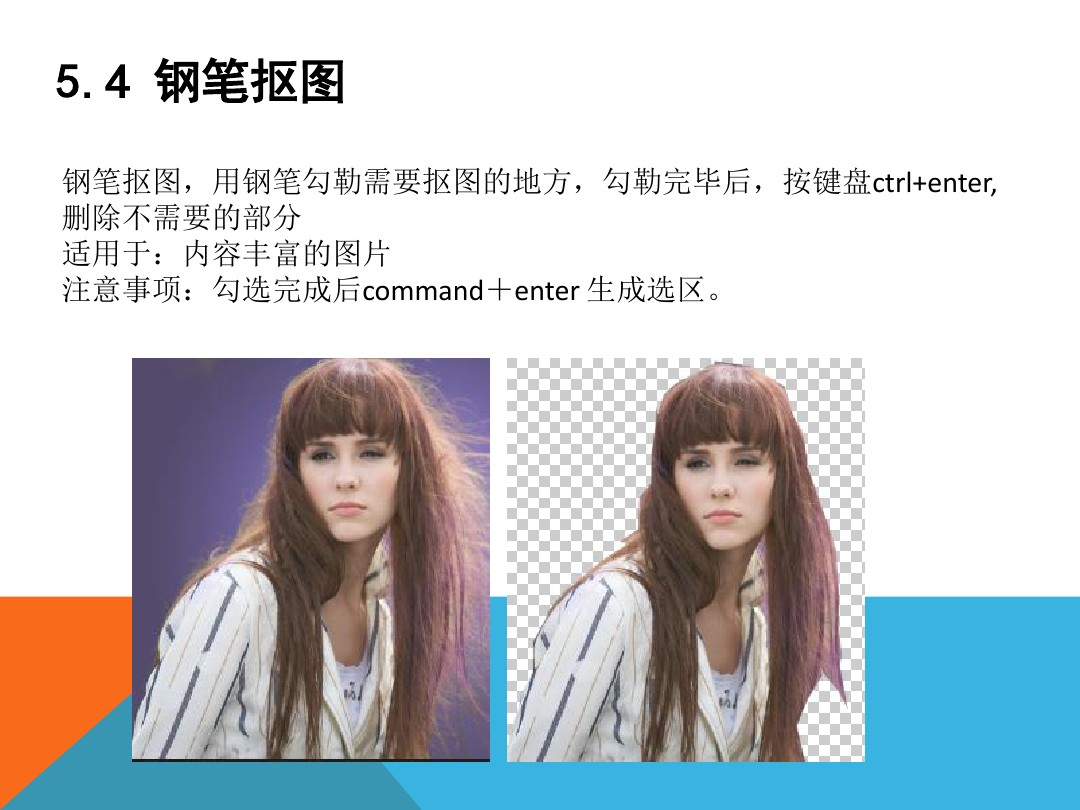 5.4 钢笔抠图
钢笔抠图，用钢笔勾勒需要抠图的地方，勾勒完毕后，按键盘ctrl+enter,
删除不需要的部分
适用于：内容丰富的图片
注意事项：勾选完成后command＋enter 生成选区。